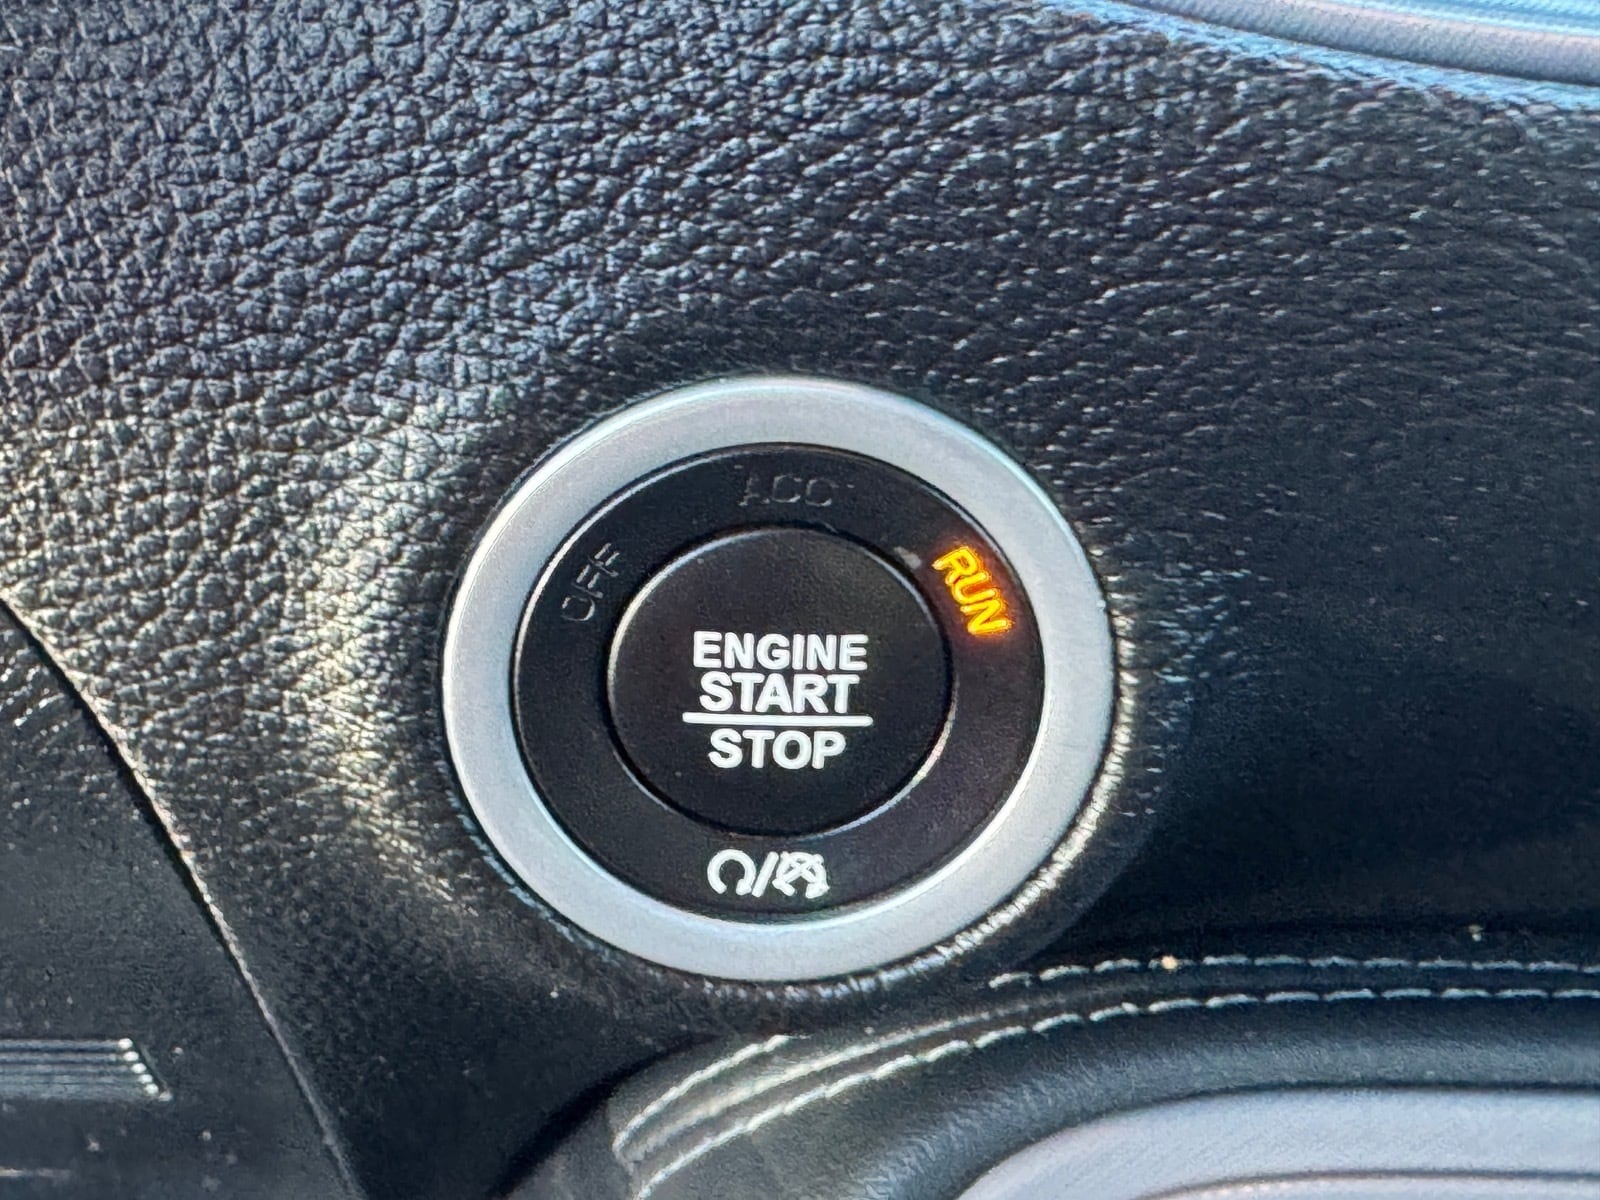 ACC
OFF
RUN
ENGINE
START
STOP